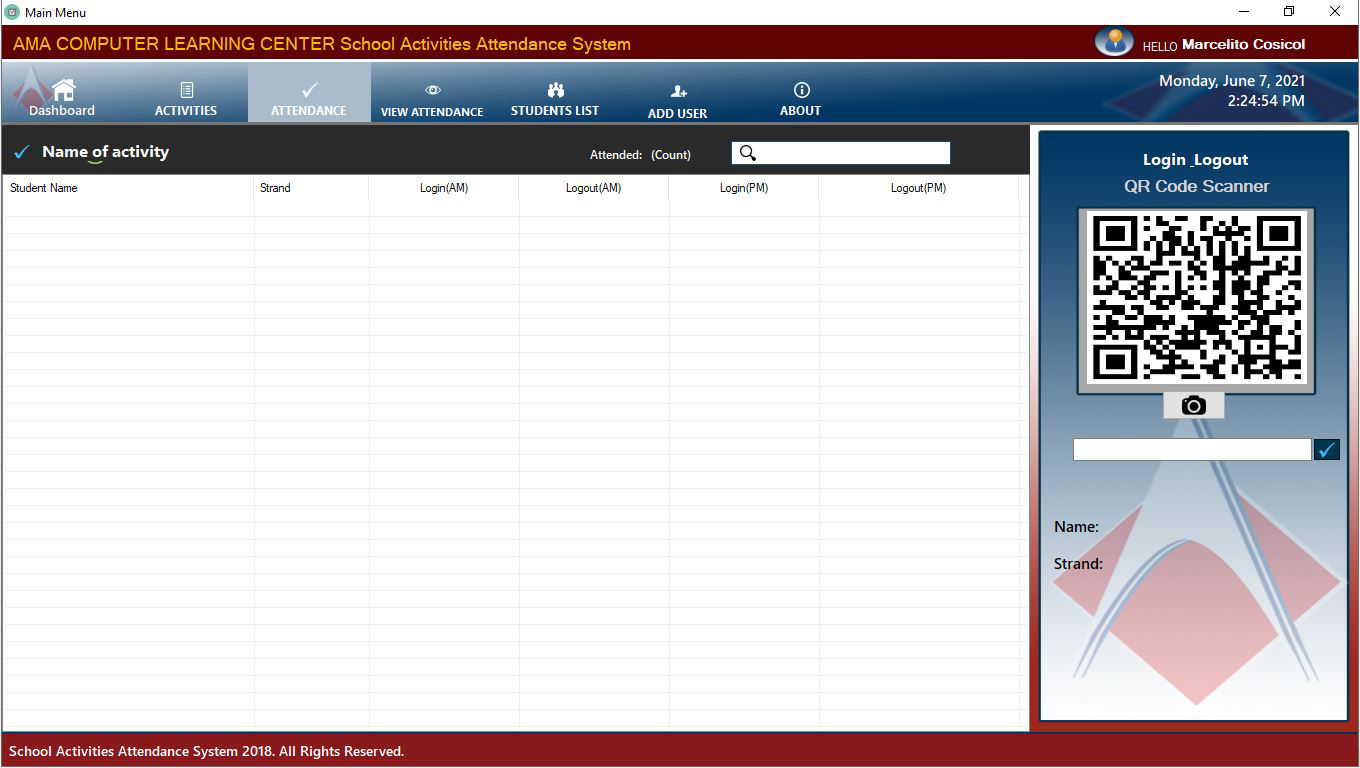 Main Menu
AMA COMPUTER LEARNING CENTER School Activities Attendance System
HELLO Marcelito Cosicol
Dashboard
ACTIVITIES
ATTENDANCE
VIEW ATTENDANCE
STUDENTS LIST
ADD USER
ABOUT
Monday, June 7, 2021
2:24:54 PM
Name of activity
Attended: (Count)
Student Name Strand Login(AM) Logout(AM) Login(PM) Logout(PM)
Login_Logout
QR Code Scanner
Name:
Strand:
School Activities Attendance System 2018. All Rights Reserved.